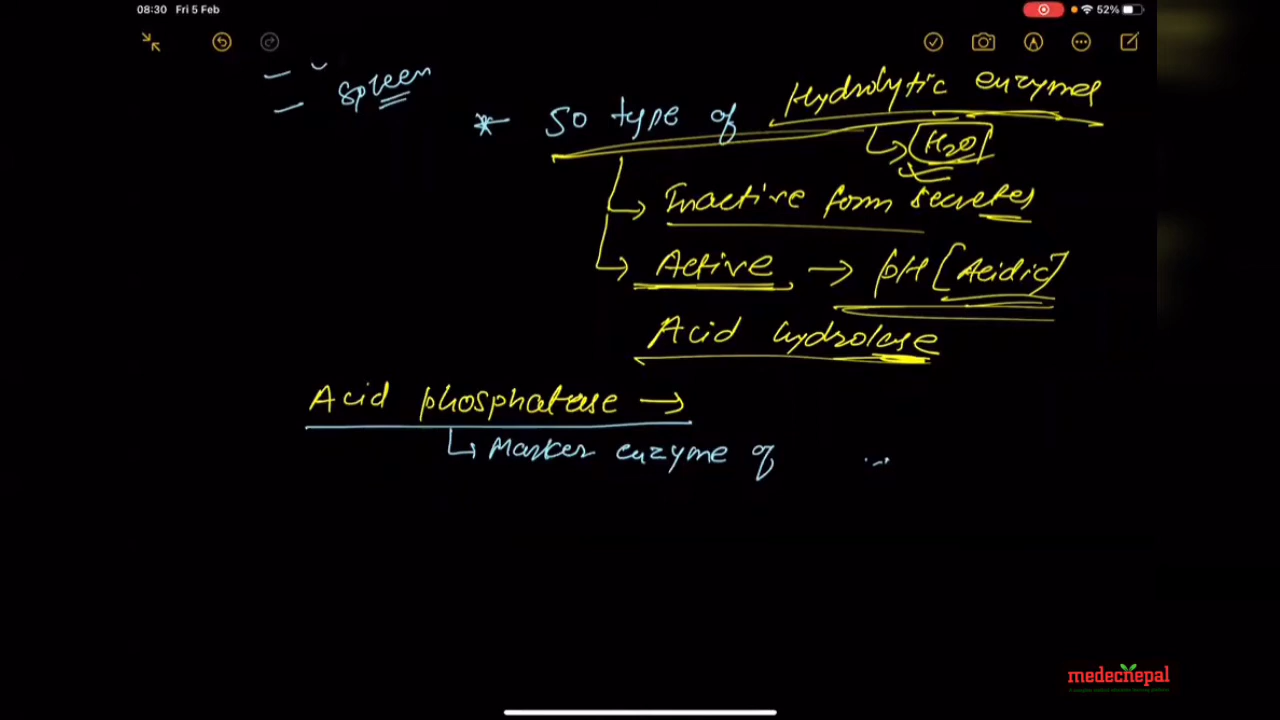 08:30 Fri 5 Feb 52%
– Spleen
* 50 type of Hydrolytic enzymes
↳ [H2O]
↳ Inactive form secretes
↳ Active → pH [Acidic]
Acid hydrolase
Acid phosphatase →
↳ Marker enzyme of
medecnepal